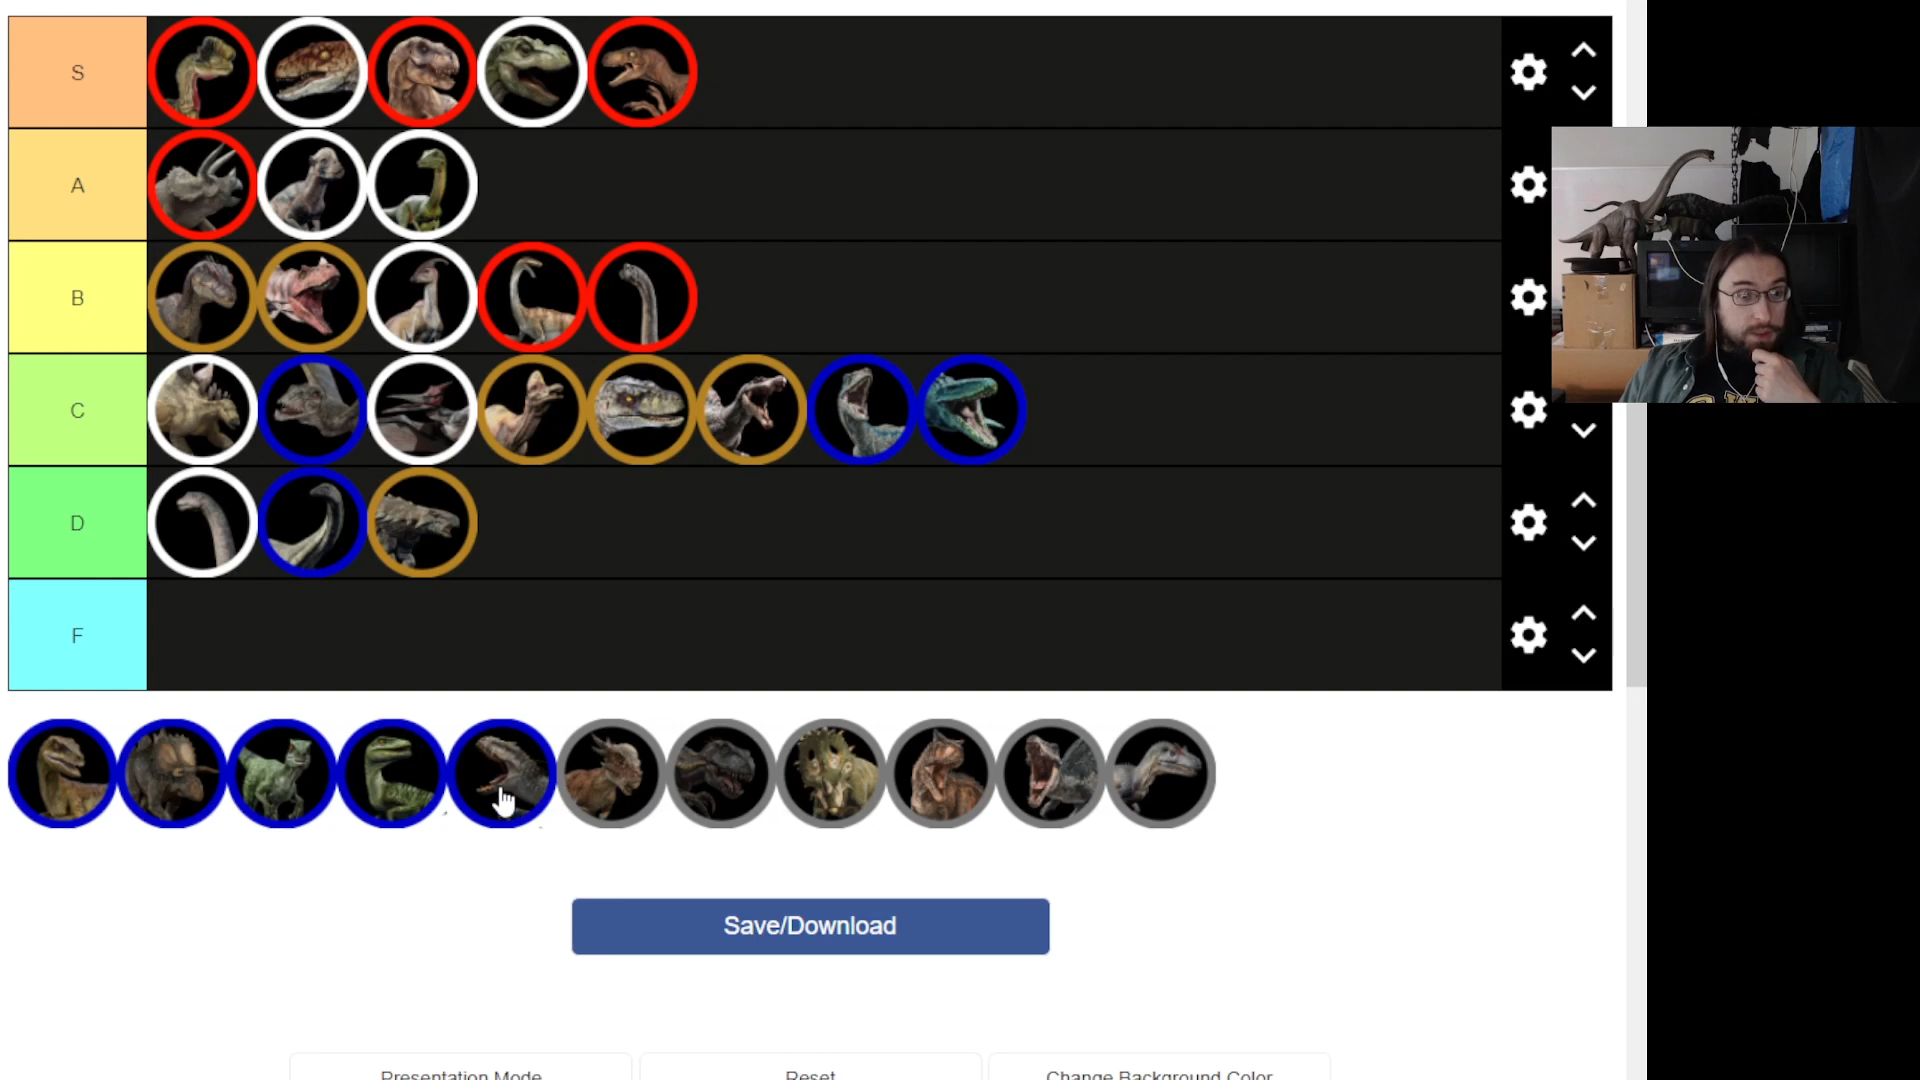 S
A
B
C
D
F
Save/Download
Presentation Mode
Reset
Change Background Color